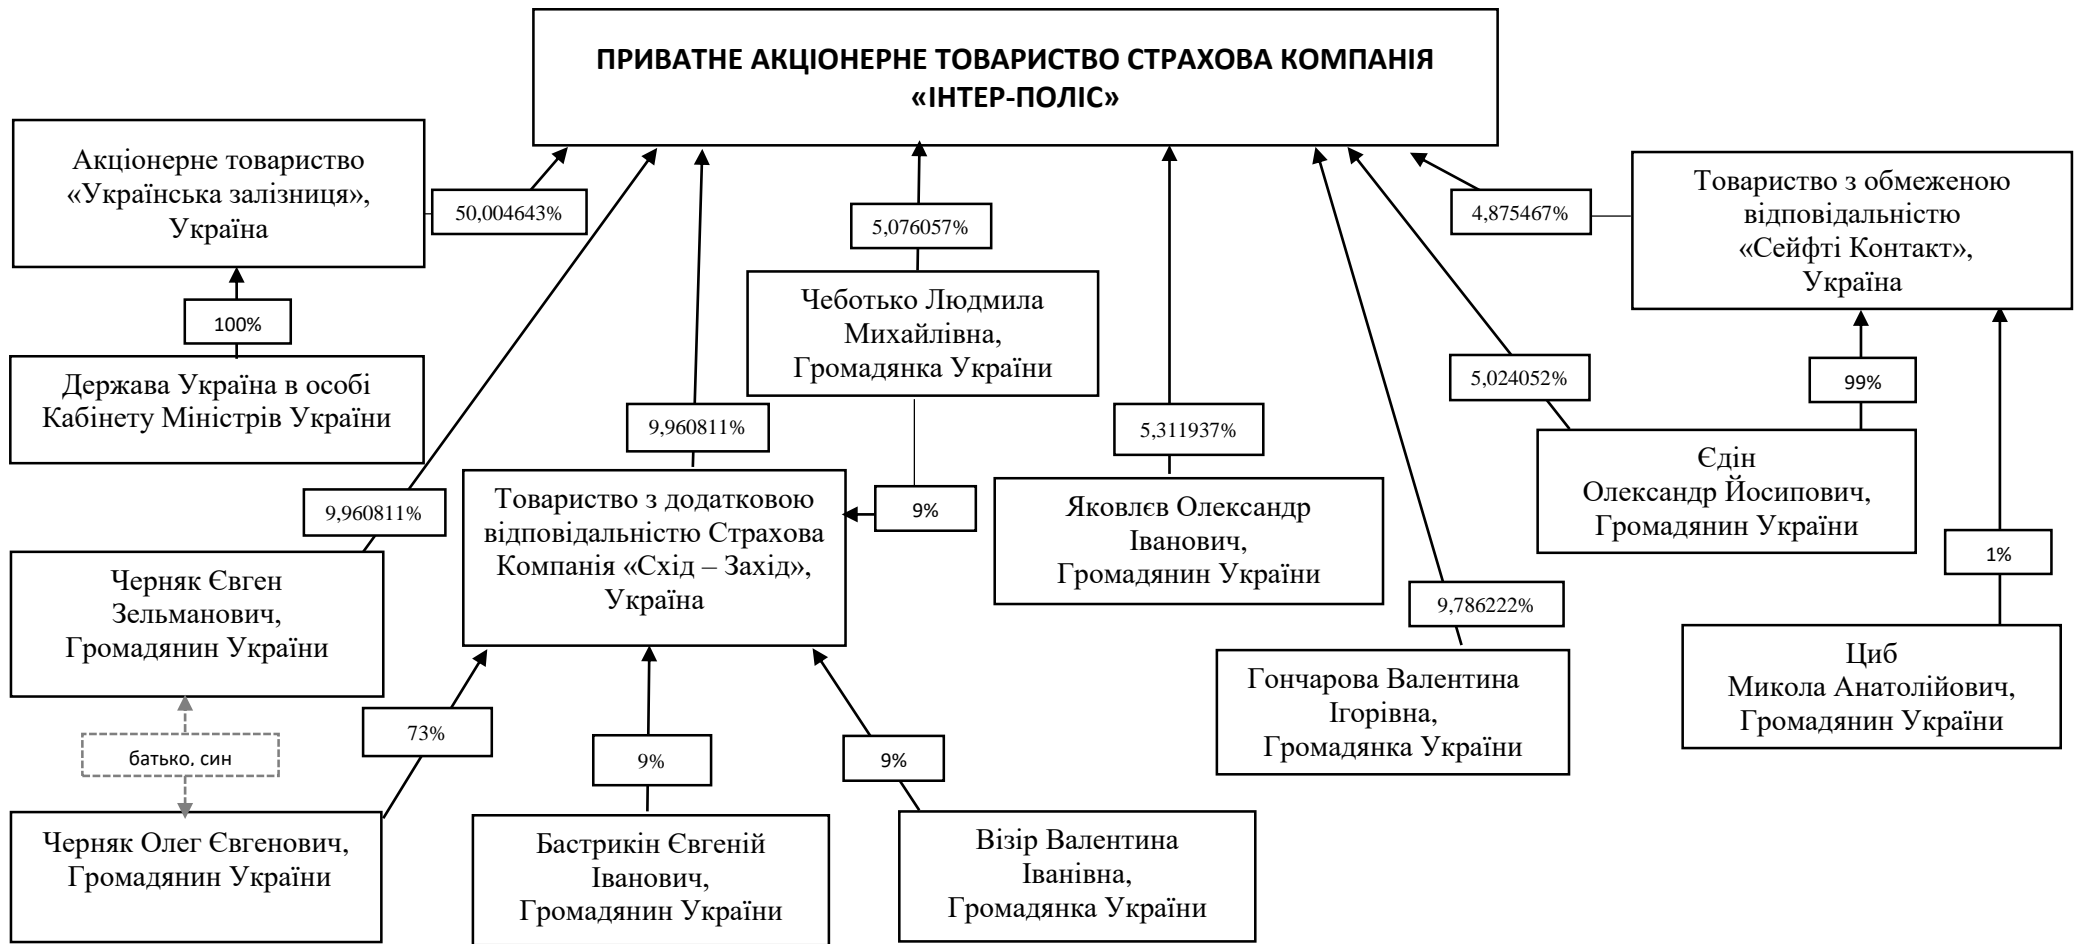 ПРИВАТНЕ АКЦІОНЕРНЕ ТОВАРИСТВО СТРАХОВА КОМПАНІЯ
«ІНТЕР-ПОЛІС»
Акціонерне товариство
«Українська залізниця»,
Україна
50,004643%
5,076057%
4,875467%
Товариство з обмеженою
відповідальністю
«Сейфті Контакт»,
Україна
100%
Держава Україна в особі
Кабінету Міністрів України
Чеботько Людмила
Михайлівна,
Громадянка України
9,960811%
5,311937%
5,024052%
99%
Єдін
Олександр Йосипович,
Громадянин України
9,960811%
Товариство з додатковою
відповідальністю Страхова
Компанія «Схід – Захід»,
Україна
9%
Яковлєв Олександр
Іванович,
Громадянин України
1%
Черняк Євген
Зельманович,
Громадянин України
9,786222%
Гончарова Валентина
Ігорівна,
Громадянка України
Циб
Микола Анатолійович,
Громадянин України
батько, син
73%
9%
9%
Черняк Олег Євгенович,
Громадянин України
Бастрикін Євгеній
Іванович,
Громадянин України
Візір Валентина
Іванівна,
Громадянка України